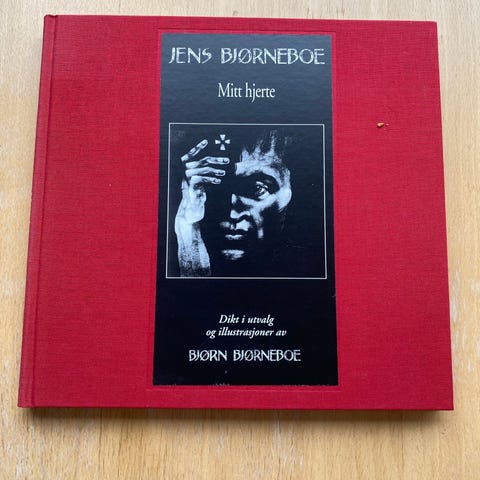 JENS BJØRNEBOE
Mitt hjerte
Dikt i utvalg
og illustrasjoner av
BJØRN BJØRNEBOE